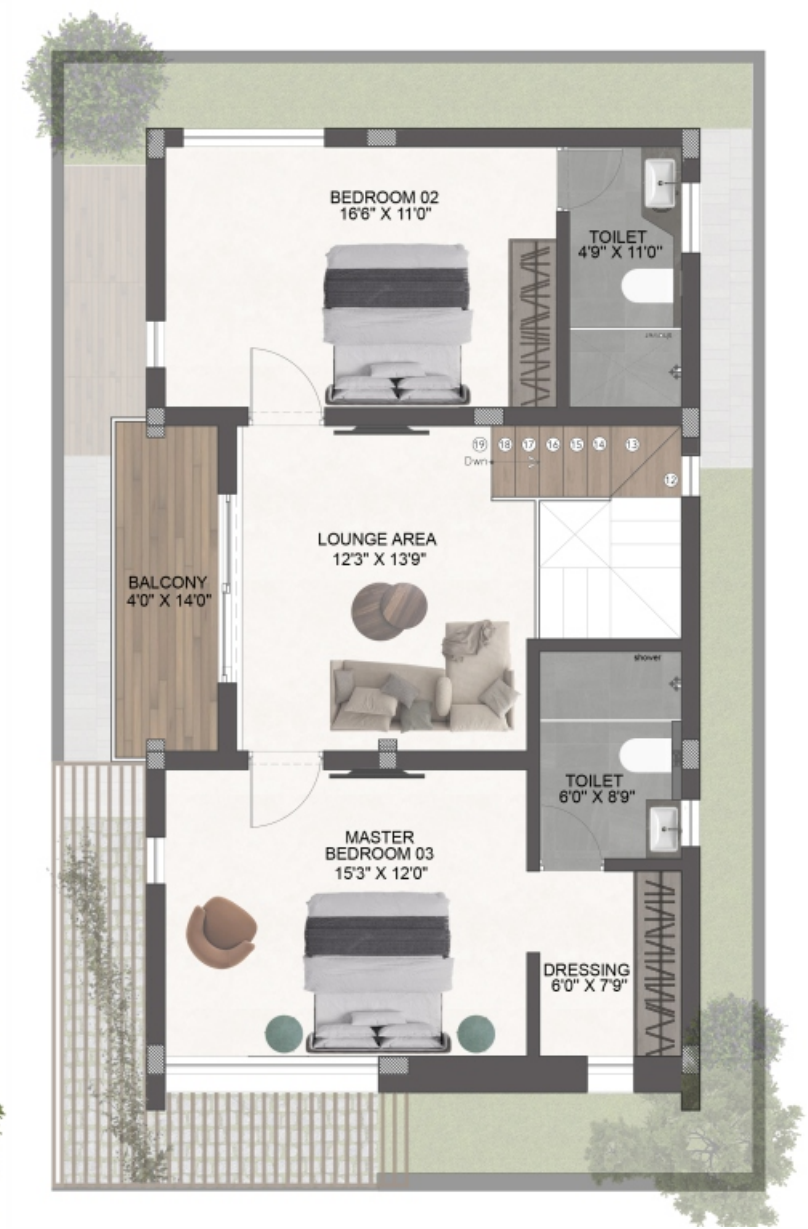 BEDROOM 02
16'6" X 11'0"
TOILET
4'9" X 11'0"
19
18
17
16
15
14
13
12
Dwn
LOUNGE AREA
12'3" X 13'9"
BALCONY
4'0" X 14'0"
shower
TOILET
6'0" X 8'9"
MASTER
BEDROOM 03
15'3" X 12'0"
DRESSING
6'0" X 7'9"